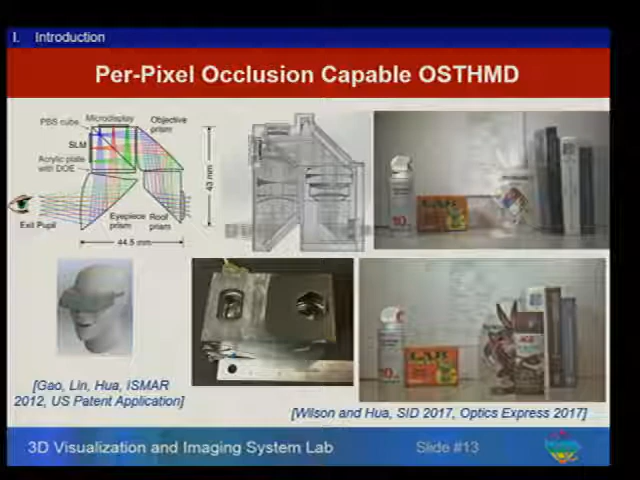 I. Introduction
Per-Pixel Occlusion Capable OSTHMD
PBS cube
Microdisplay
Objective
prism
SLM
Acrylic plate
with DOE
43 mm
Exit Pupil
Eyepiece
prism
Roof
prism
44.5 mm
[Gao, Lin, Hua, ISMAR
2012, US Patent Application]
[Wilson and Hua, SID 2017, Optics Express 2017]
3D Visualization and Imaging System Lab
Slide #13